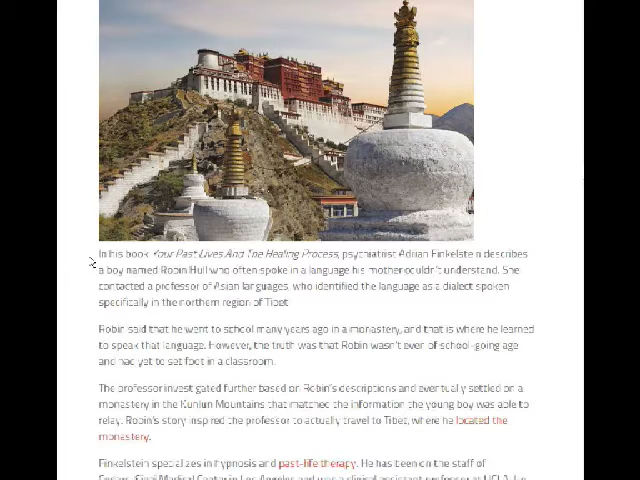 In his book Your Past Lives And The Healing Process, psychiatrist Adrian Finkelstein describes
a boy named Robin Hull who often spoke in a language his mother couldn't understand. She
contacted a professor of Asian languages, who identified the language as a dialect spoken
specifically in the northern region of Tibet
Robin said that he went to school many years ago in a monastery, and that is where he learned
to speak that language. However, the truth was that Robin wasn't even of school-going age
and had yet to set foot in a classroom.
The professor investigated further based on Robin's descriptions and eventually settled on a
monastery in the Kunlun Mountains that matched the information the young boy was able to
relay. Robin's story inspired the professor to actually travel to Tibet, where he located the
monastery.
Finkelstein specializes in hypnosis and past-life therapy. He has been on the staff of